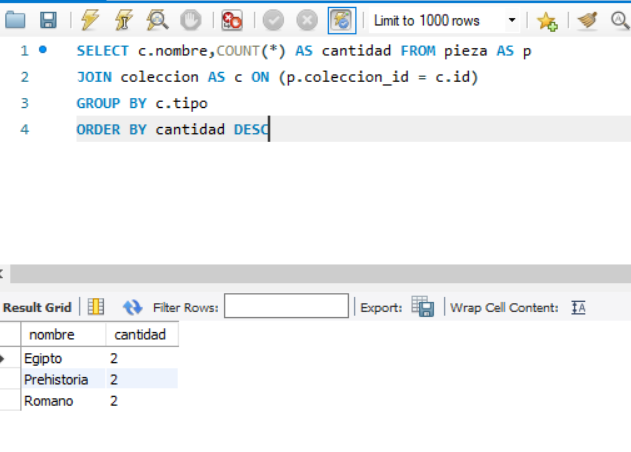 Limit to 1000 rows
1 SELECT c.nombre,COUNT(*) AS cantidad FROM pieza AS p
2 JOIN coleccion AS c ON (p.coleccion_id = c.id)
3 GROUP BY c.tipo
4 ORDER BY cantidad DESC
Result Grid Filter Rows: Export: Wrap Cell Content: IA
nombre cantidad
Egipto 2
Prehistoria 2
Romano 2